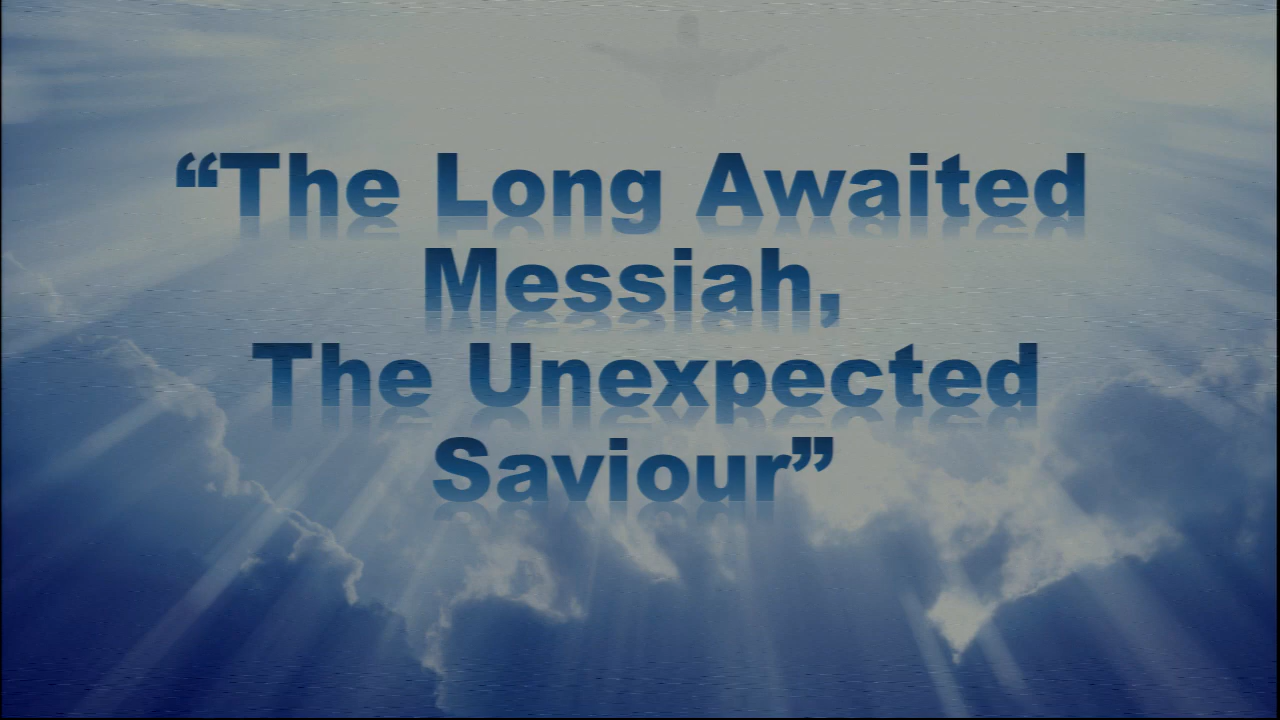 “The Long Awaited
Messiah,
The Unexpected
Saviour”